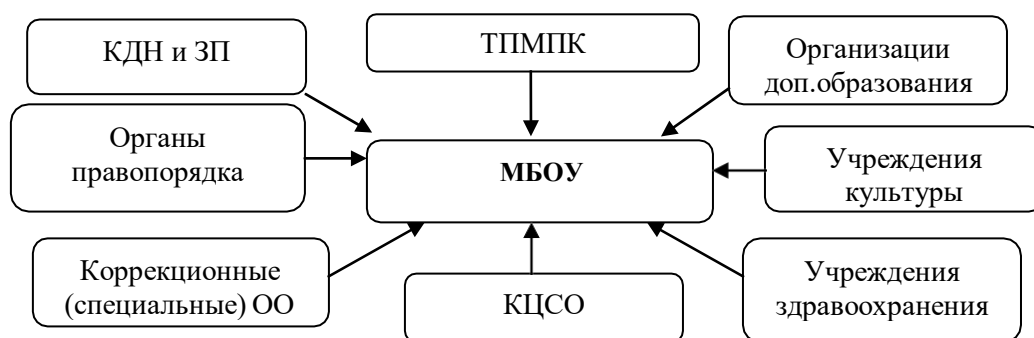 КДН и ЗП
ТПМПК
Организации
доп.образования
Органы
правопорядка
МБОУ
Учреждения
культуры
Коррекционные
(специальные) ОО
КЦСО
Учреждения
здравоохранения